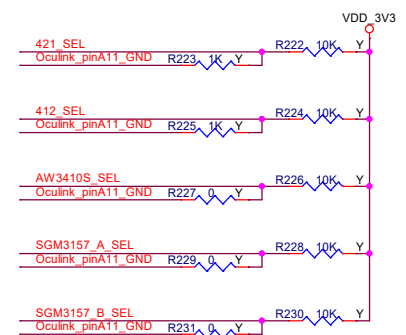 VDD_3V3
421_SEL R222 10K Y
Oculink_pinA11_GND R223 1K Y
412_SEL R224 10K Y
Oculink_pinA11_GND R225 1K Y
AW3410S_SEL R226 10K Y
Oculink_pinA11_GND R227 0 Y
SGM3157_A_SEL R228 10K Y
Oculink_pinA11_GND R229 0 Y
SGM3157_B_SEL R230 10K Y
Oculink_pinA11_GND R231 0 Y